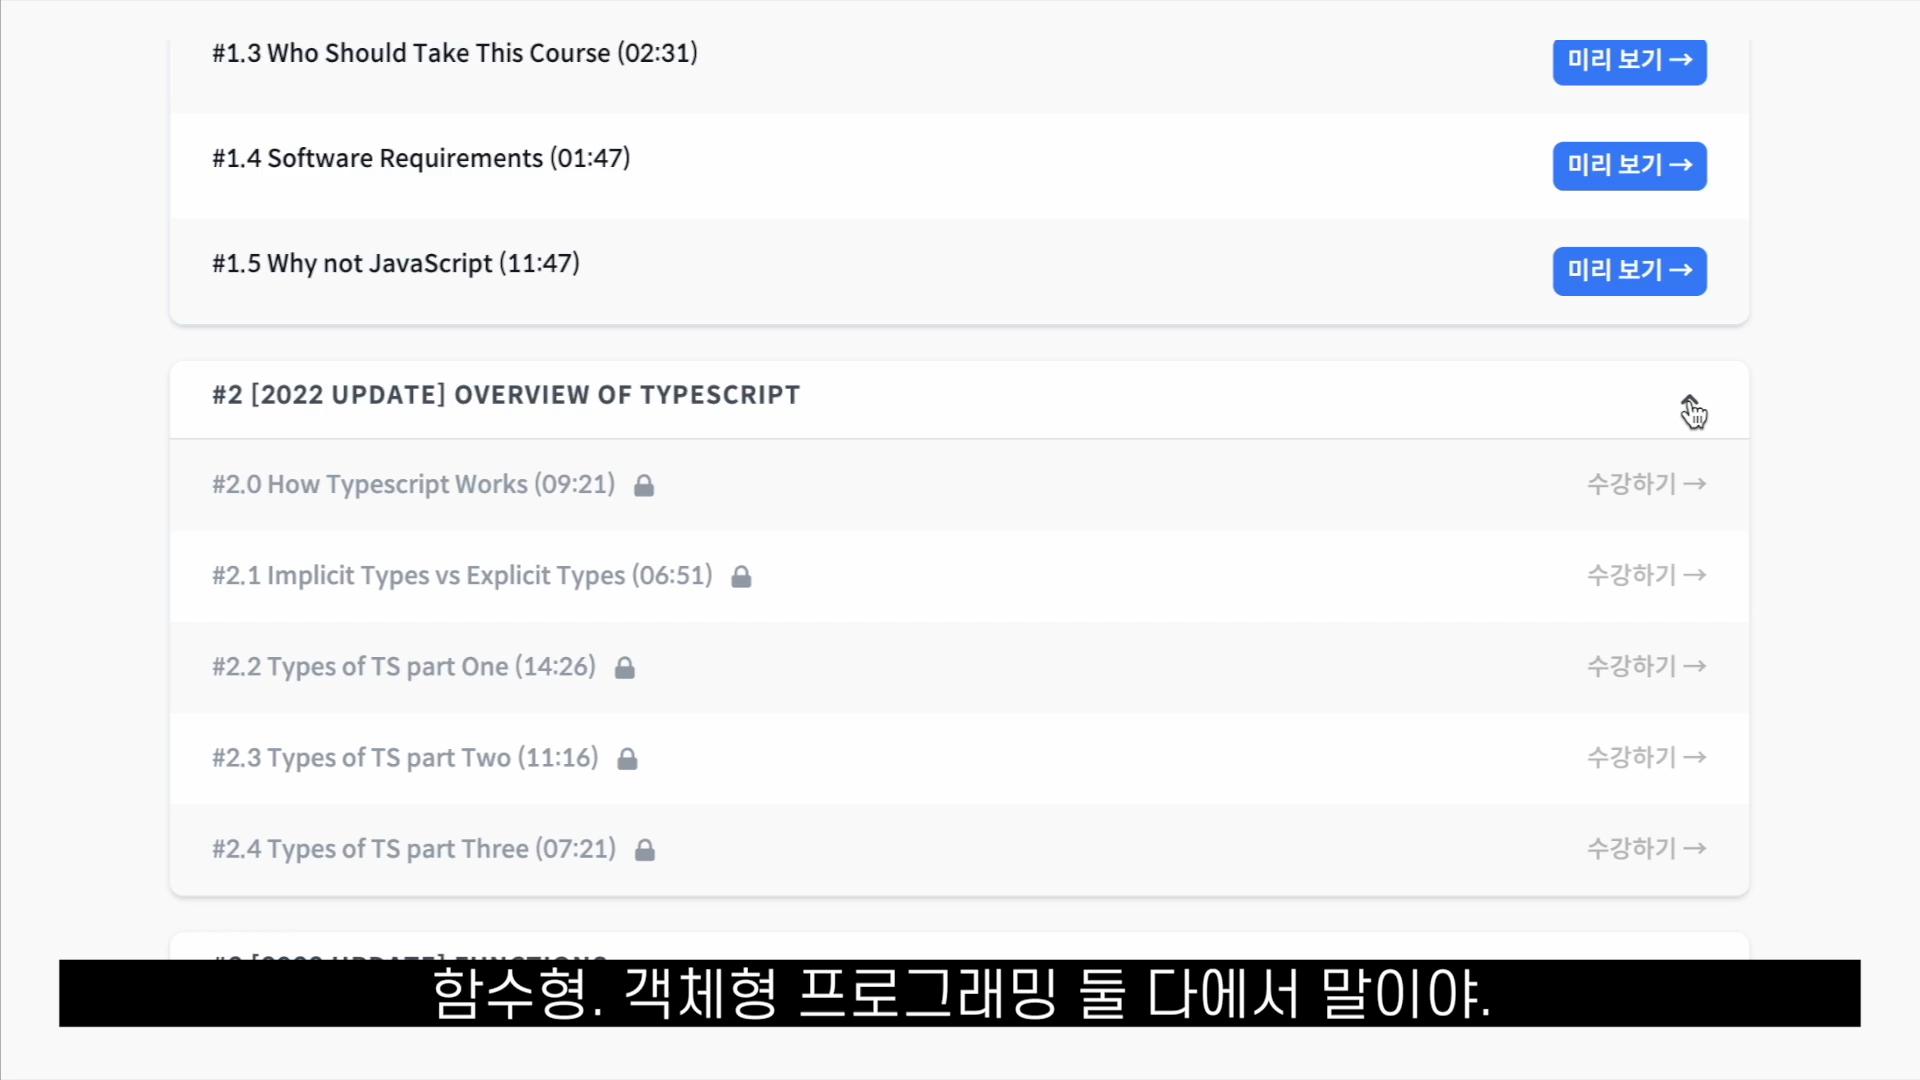 #1.3 Who Should Take This Course (02:31)
미리 보기 →
#1.4 Software Requirements (01:47)
미리 보기 →
#1.5 Why not JavaScript (11:47)
미리 보기 →
#2 [2022 UPDATE] OVERVIEW OF TYPESCRIPT
#2.0 How Typescript Works (09:21)
수강하기 →
#2.1 Implicit Types vs Explicit Types (06:51)
수강하기 →
#2.2 Types of TS part One (14:26)
수강하기 →
#2.3 Types of TS part Two (11:16)
수강하기 →
#2.4 Types of TS part Three (07:21)
수강하기 →
함수형. 객체형 프로그래밍 둘 다에서 말이야.